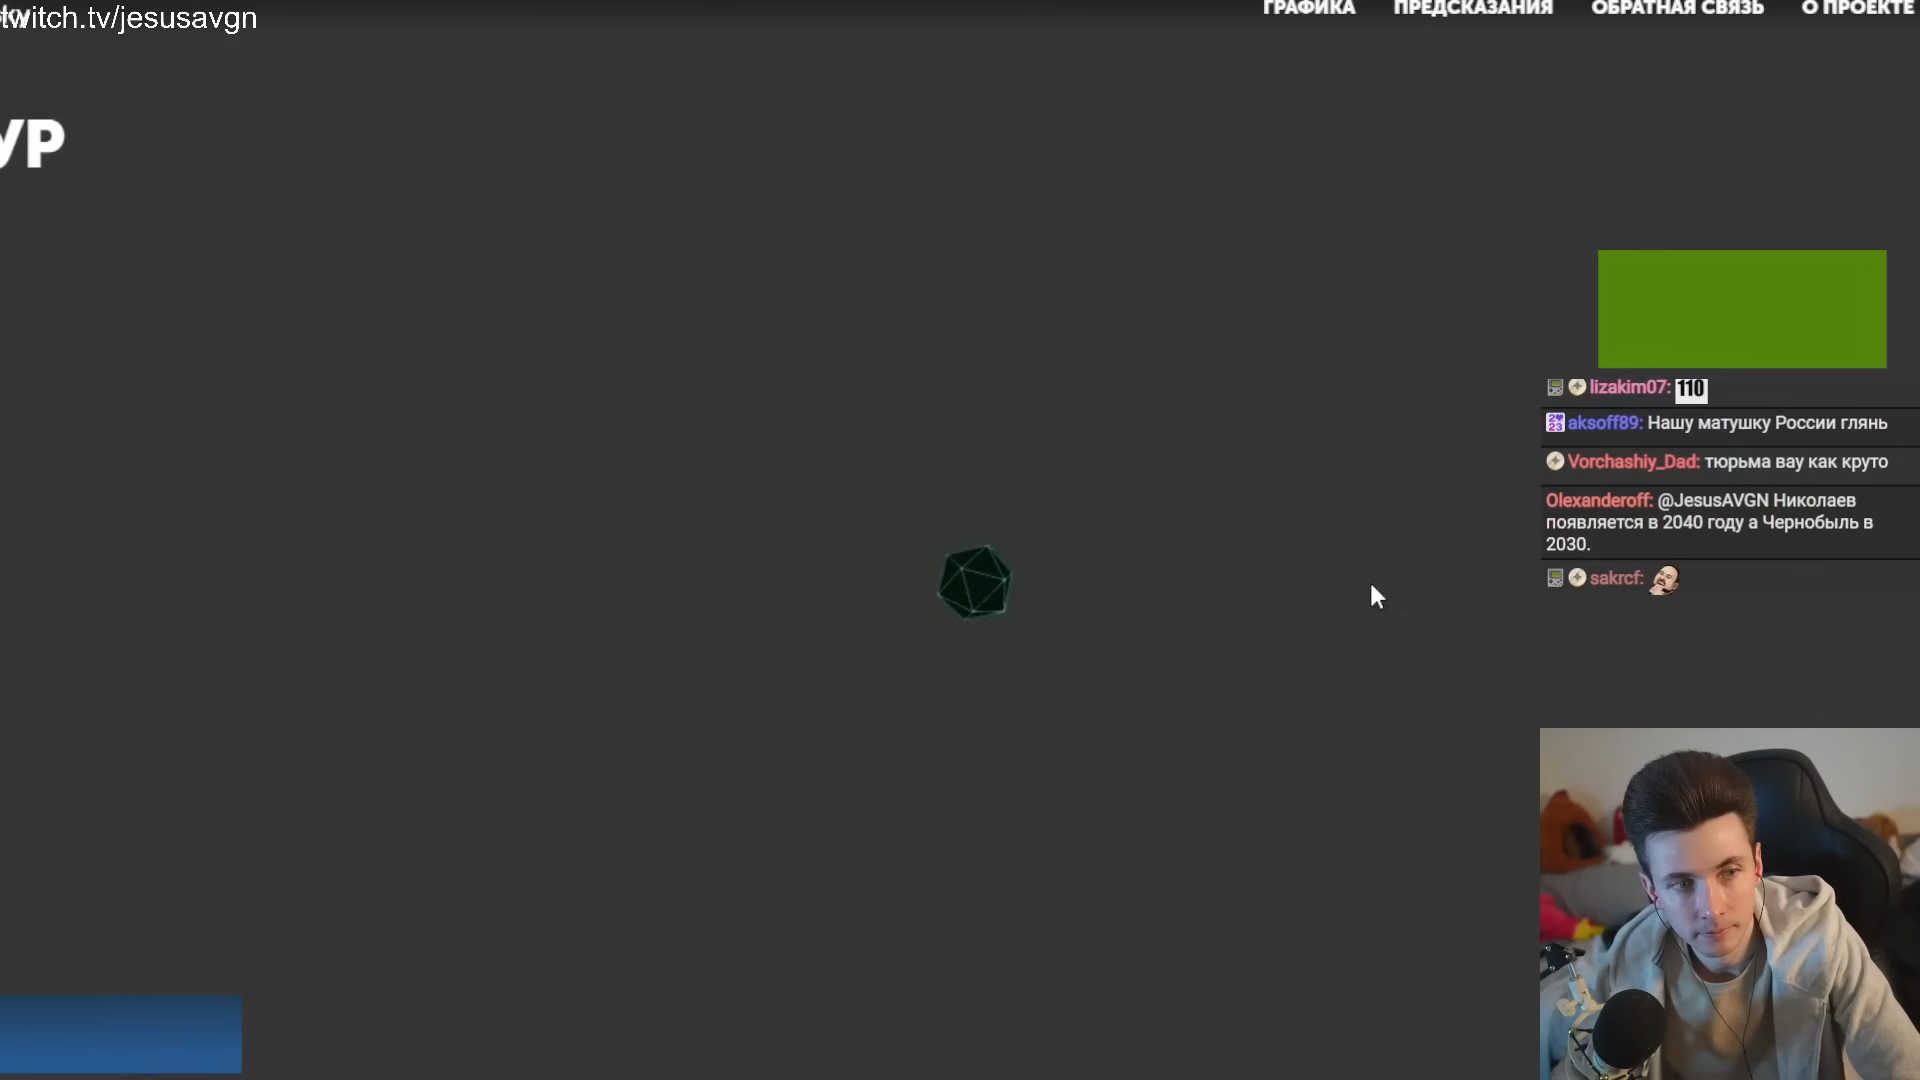 twitch.tv/jesusavgn
ГРАФИКА ПРЕДСКАЗАНИЯ ОБРАТНАЯ СВЯЗЬ О ПРОЕКТЕ
УР
lizakim07: 110
aksoff89: Нашу матушку России глянь
Vorchashiy_Dad: тюрьма вау как круто
Olexanderoff: @JesusAVGN Николаев
появляется в 2040 году а Чернобыль в
2030.
sakrcf: